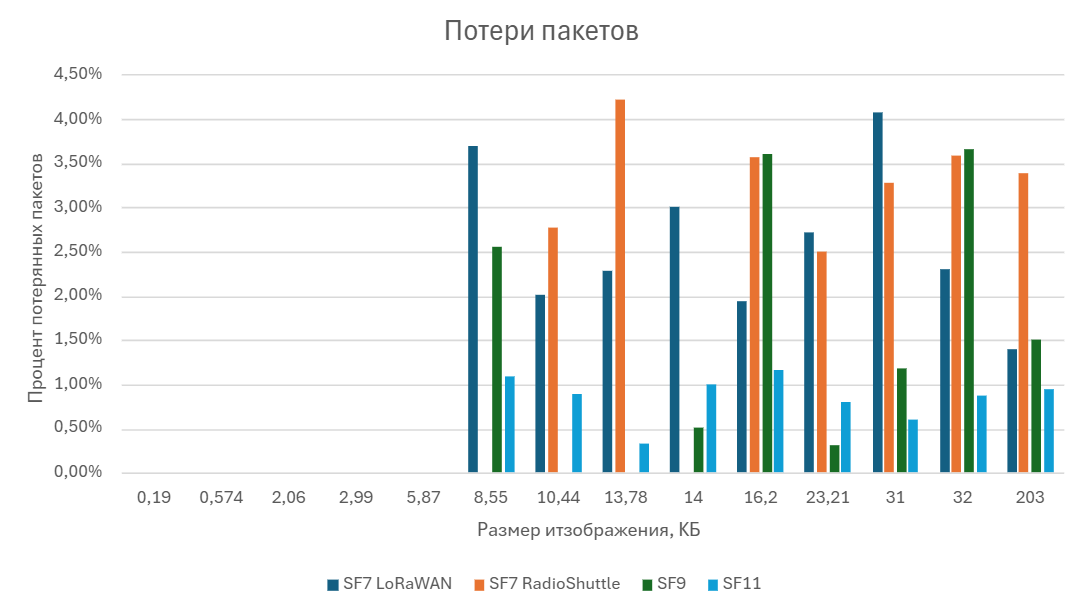 Потери пакетов
4,50%
4,00%
3,50%
3,00%
2,50%
2,00%
1,50%
1,00%
0,50%
0,00%
Процент потерянных пакетов
0,19 0,574 2,06 2,99 5,87 8,55 10,44 13,78 14 16,2 23,21 31 32 203
Размер итзображения, КБ
SF7 LoRaWAN SF7 RadioShuttle SF9 SF11